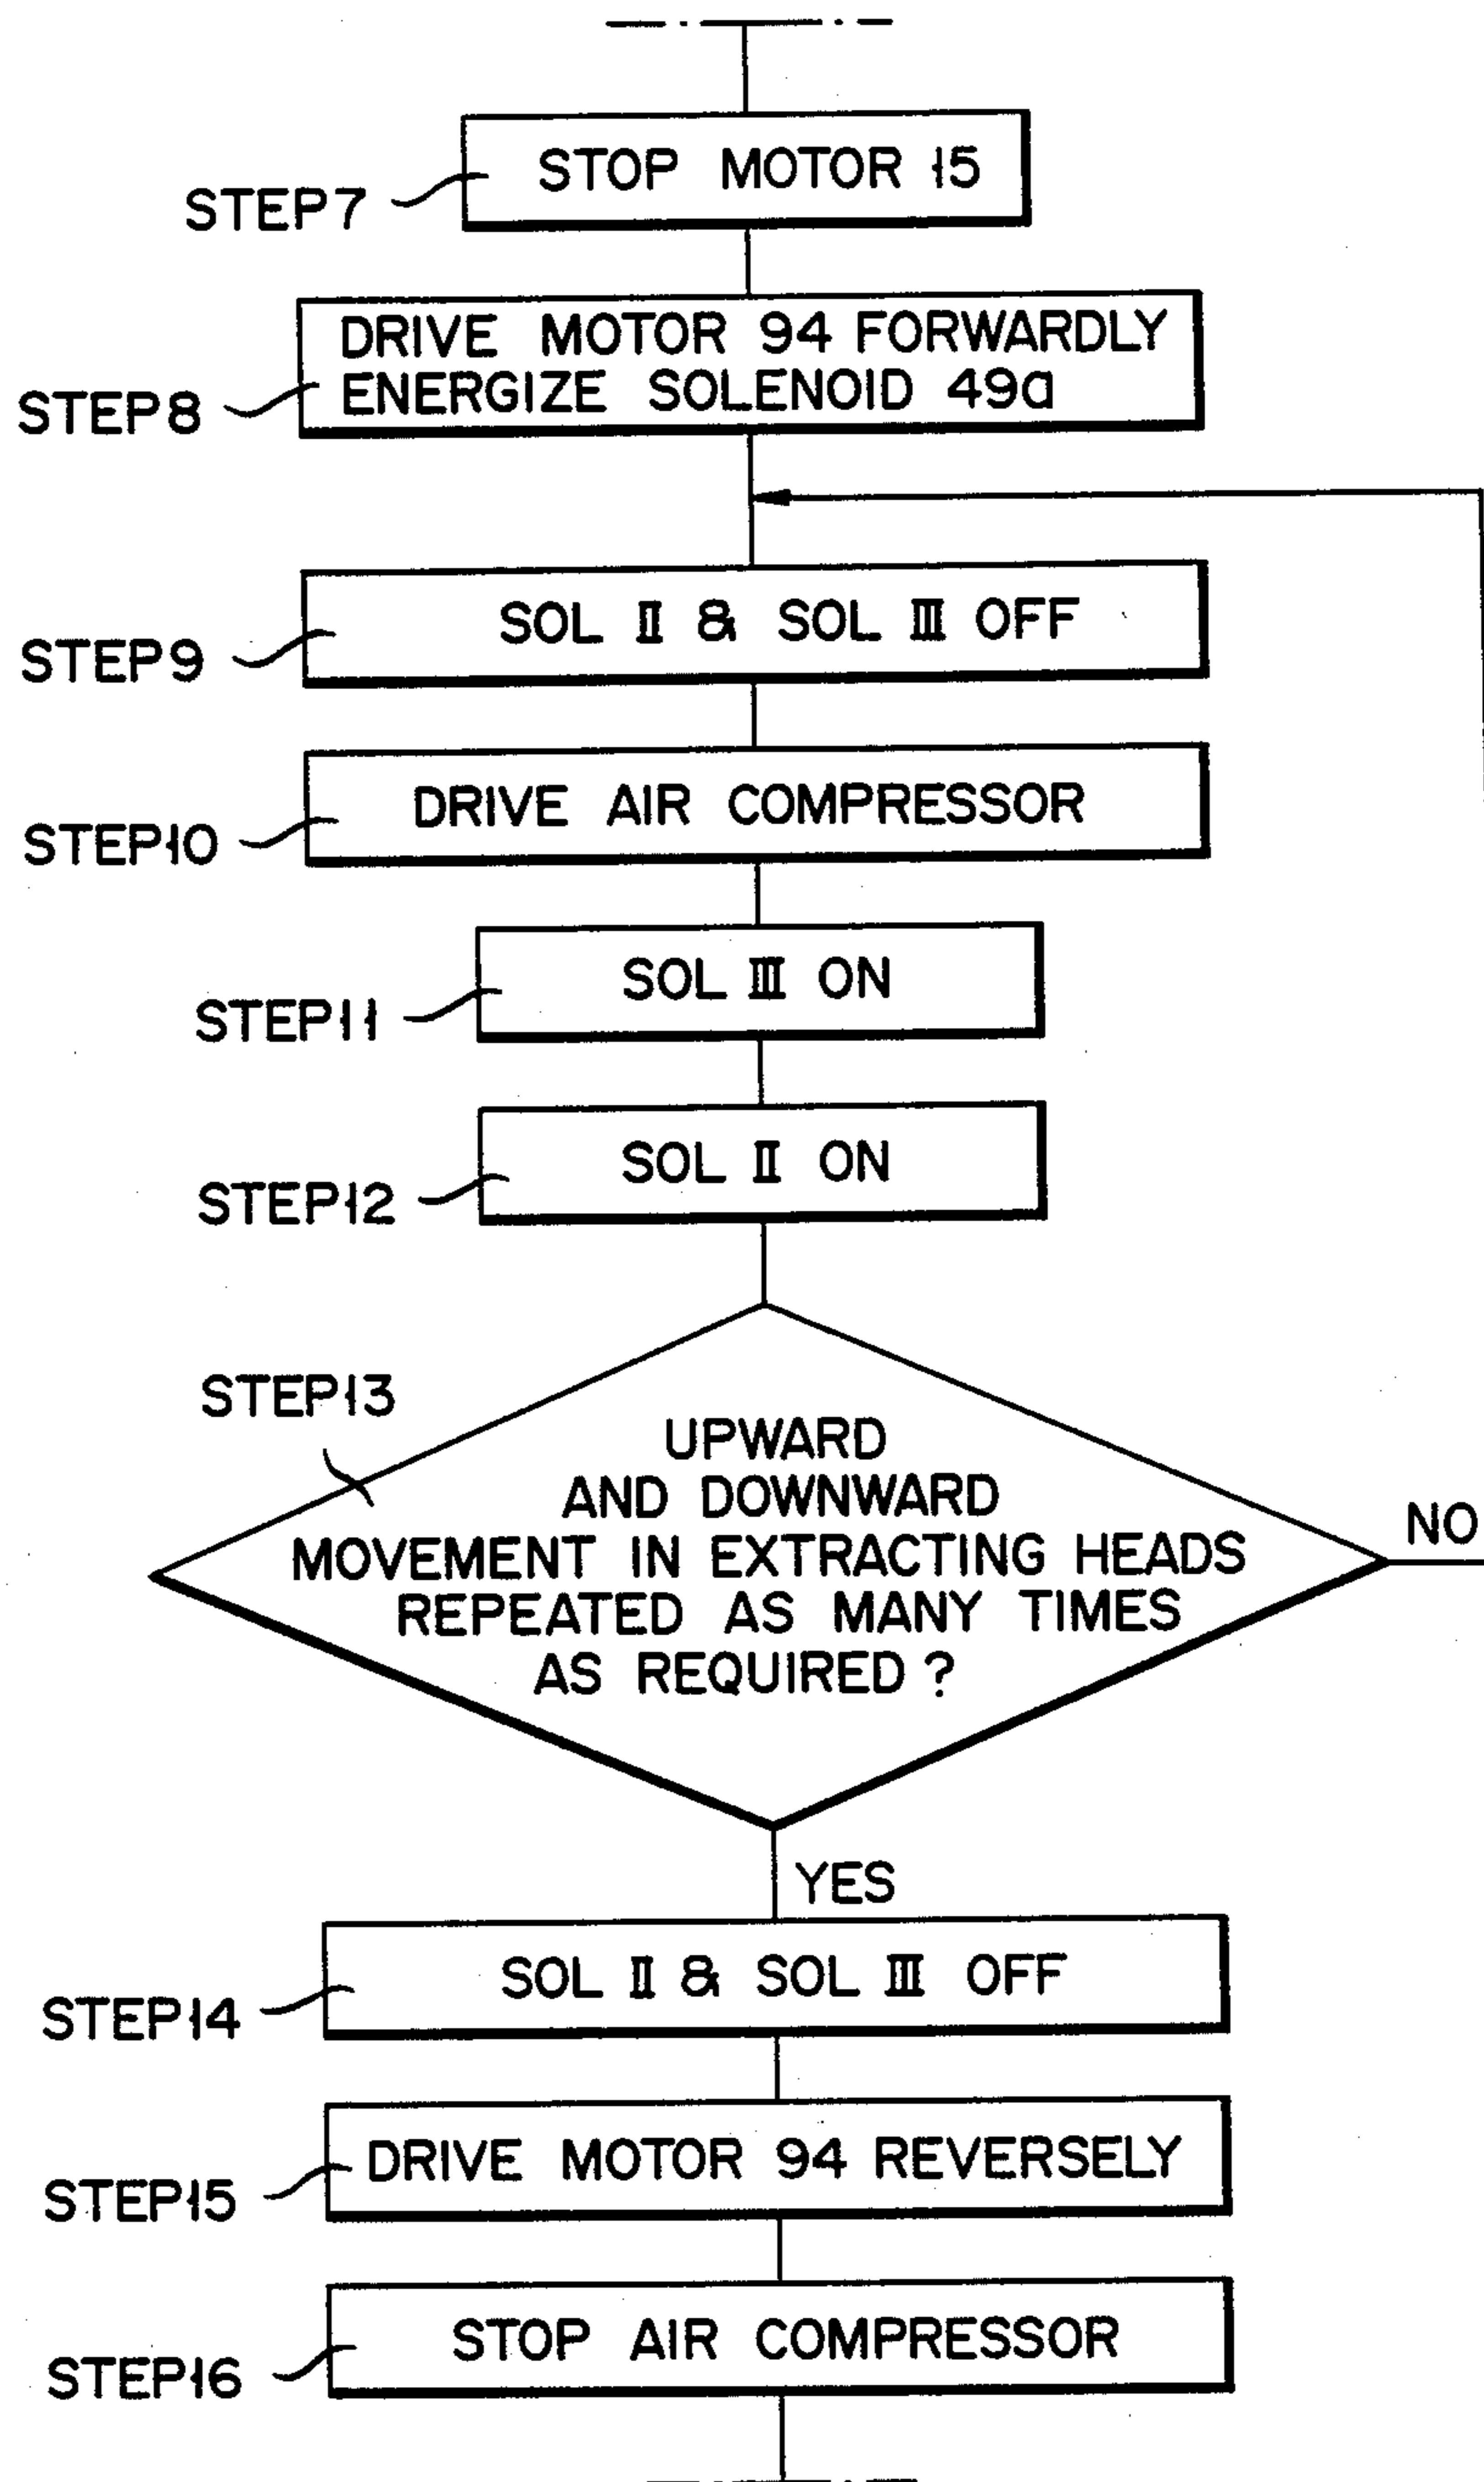 STOP MOTOR 15
STEP7
DRIVE MOTOR 94 FORWARDLY
ENERGIZE SOLENOID 49a
STEP8
SOL II & SOL III OFF
STEP9
DRIVE AIR COMPRESSOR
STEP10
SOL III ON
STEP11
SOL II ON
STEP12
STEP13
UPWARD
AND DOWNWARD
MOVEMENT IN EXTRACTING HEADS
REPEATED AS MANY TIMES
AS REQUIRED ?
NO
YES
SOL II & SOL III OFF
STEP14
DRIVE MOTOR 94 REVERSELY
STEP15
STOP AIR COMPRESSOR
STEP16